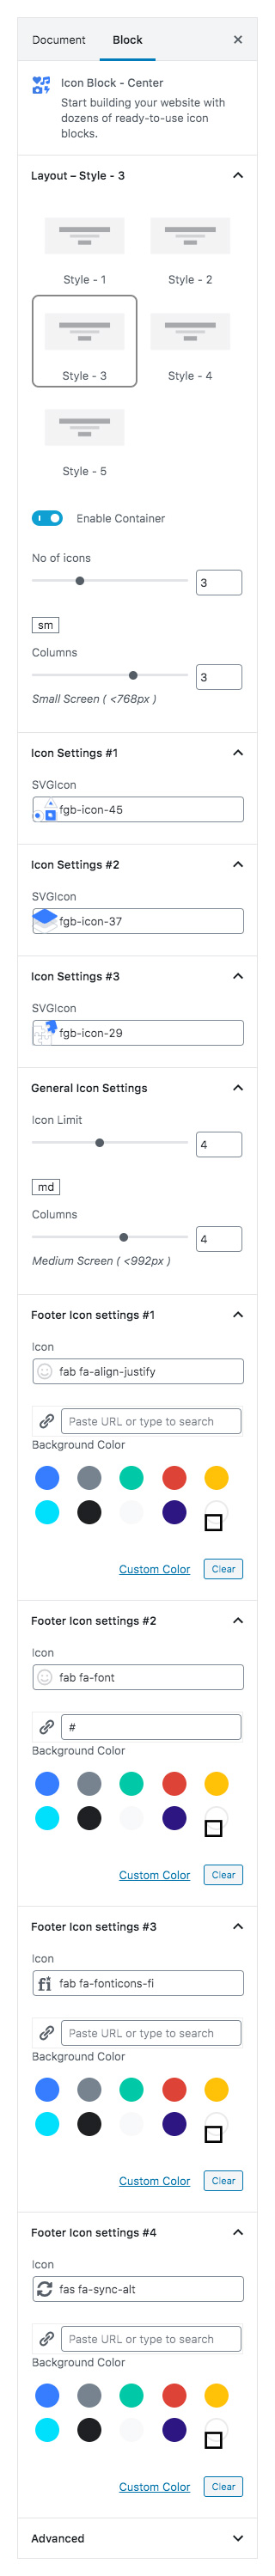 Document Block ×
Icon Block - Center
Start building your website with
dozens of ready-to-use icon
blocks.
Layout – Style - 3
Style - 1 Style - 2
Style - 3 Style - 4
Style - 5
Enable Container
No of icons
3
sm
Columns
3
Small Screen ( <768px )
Icon Settings #1
SVGIcon
fgb-icon-45
Icon Settings #2
SVGIcon
fgb-icon-37
Icon Settings #3
SVGIcon
fgb-icon-29
General Icon Settings
Icon Limit
4
md
Columns
4
Medium Screen ( <992px )
Footer Icon settings #1
Icon
fab fa-align-justify
Paste URL or type to search
Background Color
Custom Color Clear
Footer Icon settings #2
Icon
fab fa-font
#
Background Color
Custom Color Clear
Footer Icon settings #3
Icon
fab fa-fonticons-fi
Paste URL or type to search
Background Color
Custom Color Clear
Footer Icon settings #4
Icon
fas fa-sync-alt
Paste URL or type to search
Background Color
Custom Color Clear
Advanced